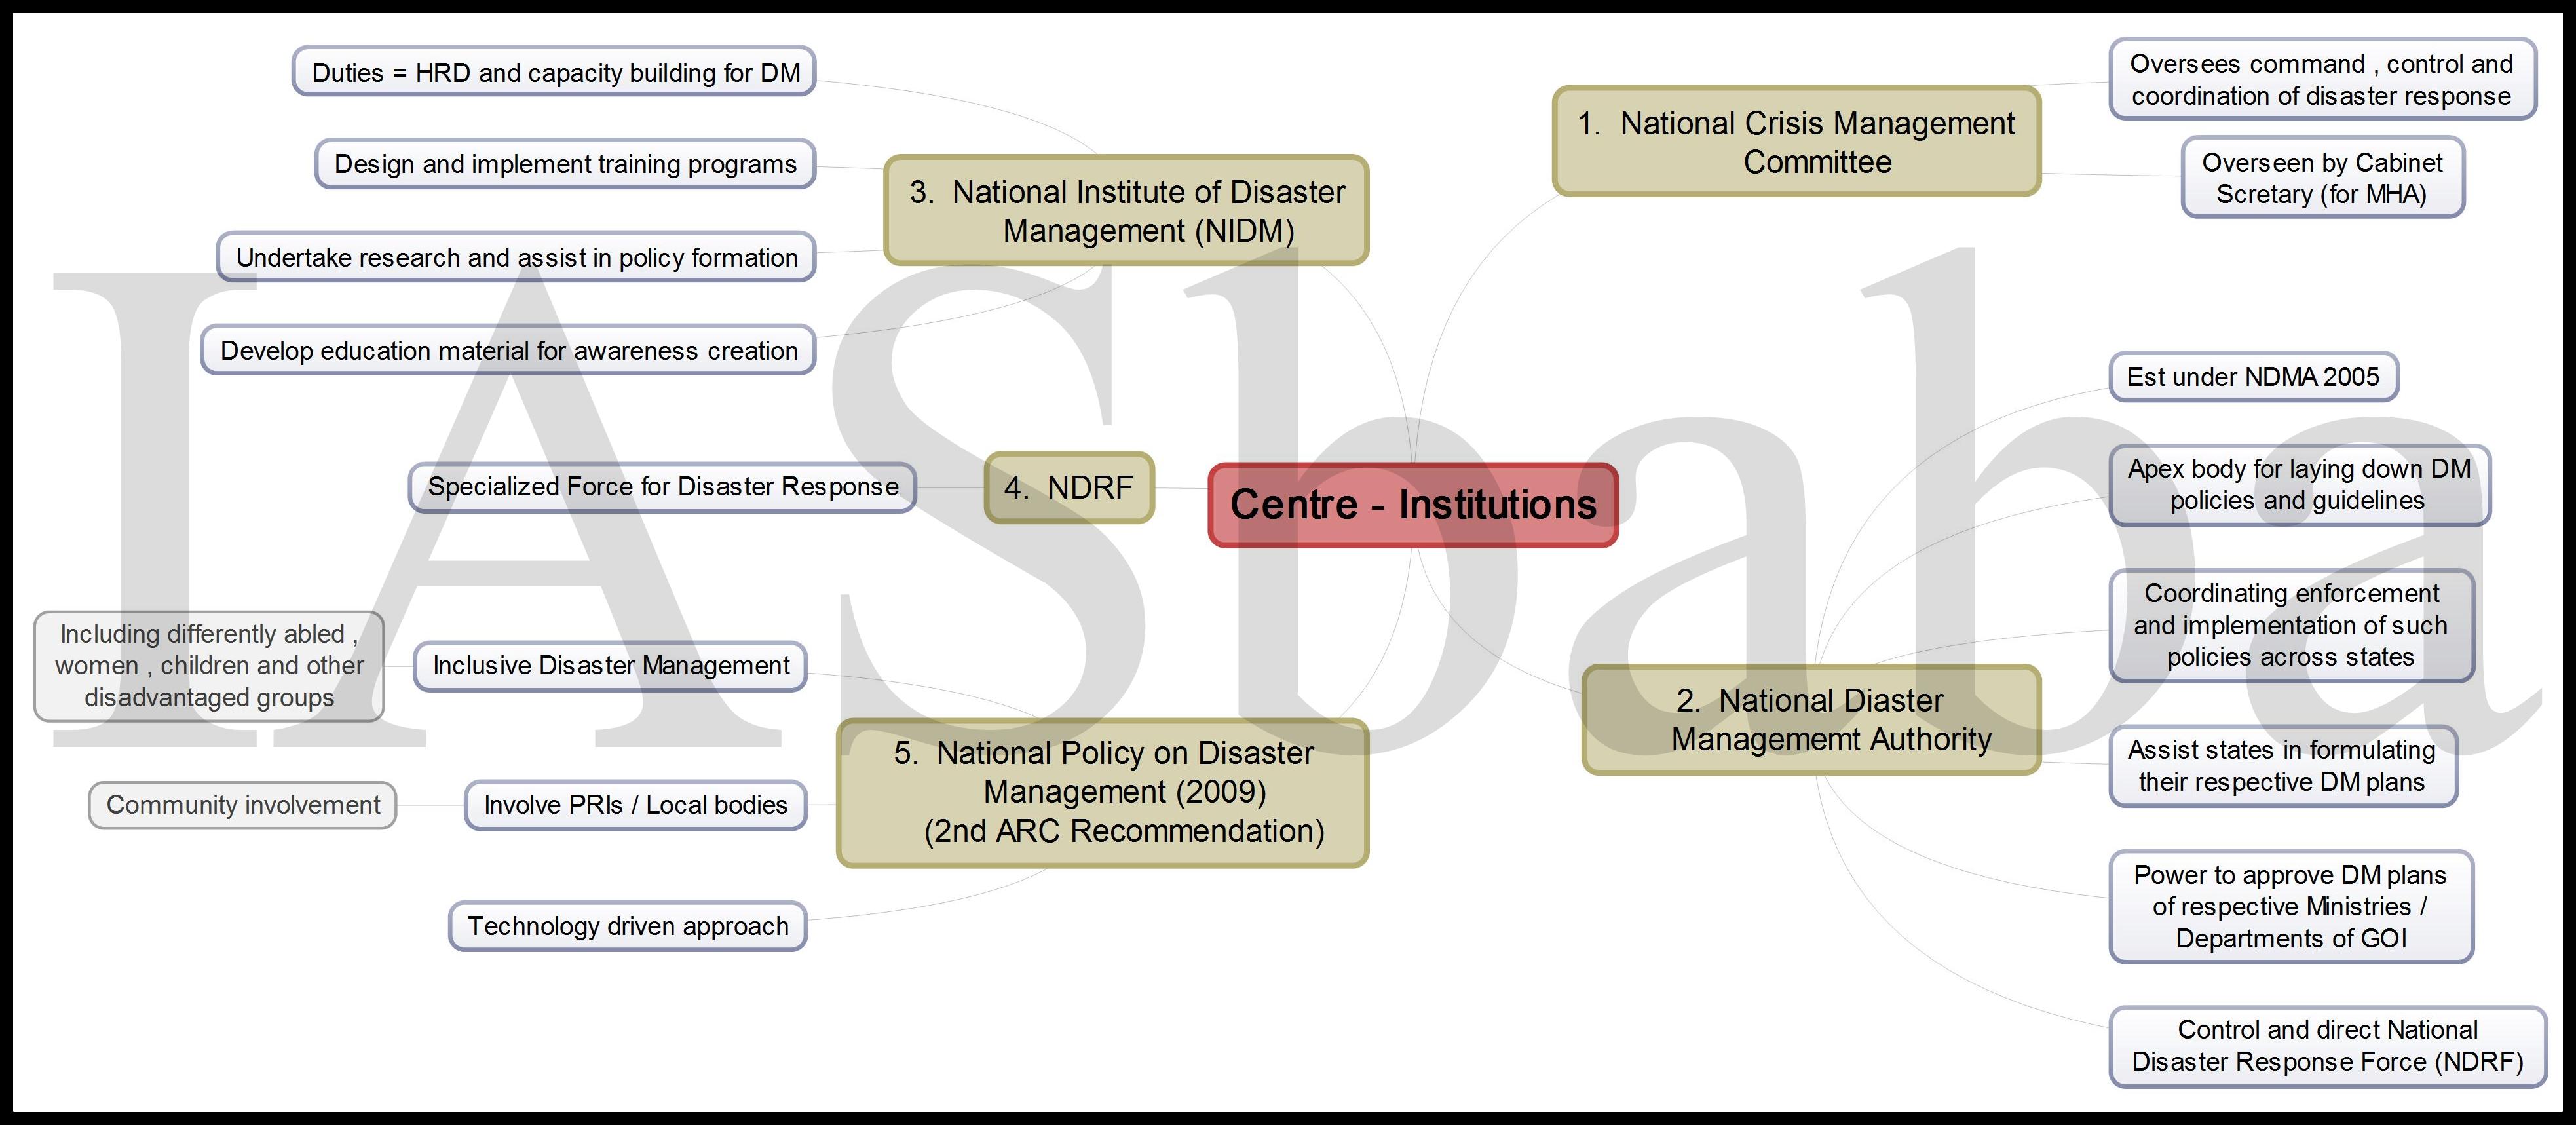 Centre - Institutions
1. National Crisis Management
Committee
Oversees command , control and
coordination of disaster response
Overseen by Cabinet
Scretary (for MHA)
2. National Diaster
Managememt Authority
Est under NDMA 2005
Apex body for laying down DM
policies and guidelines
Coordinating enforcement
and implementation of such
policies across states
Assist states in formulating
their respective DM plans
Power to approve DM plans
of respective Ministries /
Departments of GOI
Control and direct National
Disaster Response Force (NDRF)
3. National Institute of Disaster
Management (NIDM)
Duties = HRD and capacity building for DM
Design and implement training programs
Undertake research and assist in policy formation
Develop education material for awareness creation
4. NDRF
Specialized Force for Disaster Response
5. National Policy on Disaster
Management (2009)
(2nd ARC Recommendation)
Inclusive Disaster Management
Including differently abled ,
women , children and other
disadvantaged groups
Involve PRIs / Local bodies
Community involvement
Technology driven approach
IASbaba